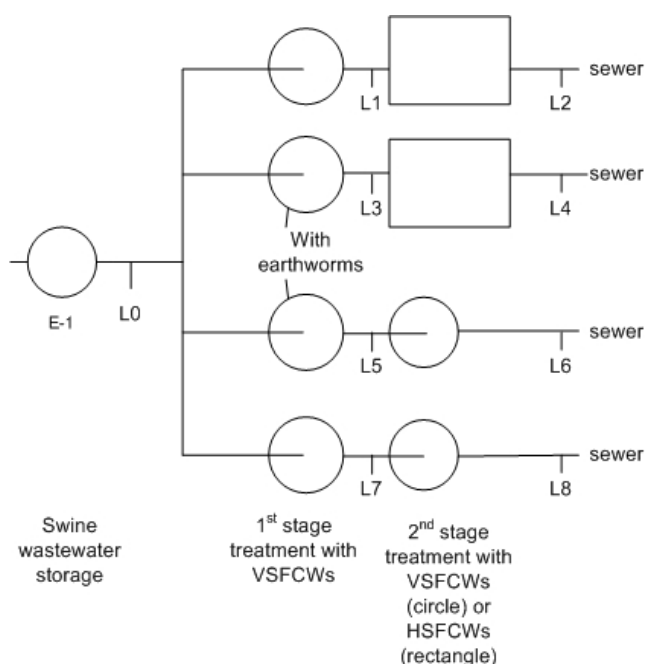 sewer
L1
L2
sewer
L3
L4
With
earthworms
E-1
L0
sewer
L5
L6
sewer
L7
L8
Swine
wastewater
storage
1st stage
treatment with
VSFCWs
2nd stage
treatment with
VSFCWs
(circle) or
HSFCWs
(rectangle)